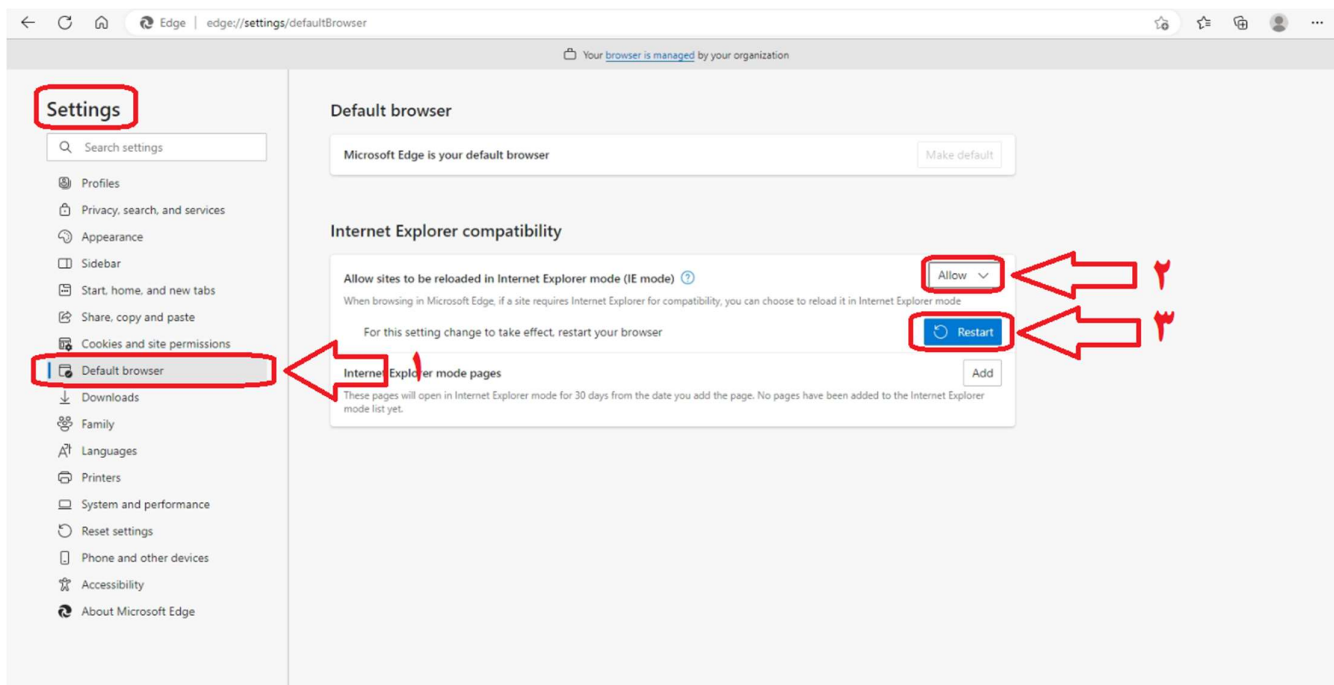 Edge | edge://settings/defaultBrowser
Your browser is managed by your organization
Settings
Search settings
Profiles
Privacy, search, and services
Appearance
Sidebar
Start, home, and new tabs
Share, copy and paste
Cookies and site permissions
Default browser
Downloads
Family
Languages
Printers
System and performance
Reset settings
Phone and other devices
Accessibility
About Microsoft Edge
۱
Default browser
Microsoft Edge is your default browser
Make default
Internet Explorer compatibility
Allow sites to be reloaded in Internet Explorer mode (IE mode) ?
Allow
۲
When browsing in Microsoft Edge, if a site requires Internet Explorer for compatibility, you can choose to reload it in Internet Explorer mode
For this setting change to take effect, restart your browser
Restart
۳
Internet Explorer mode pages
Add
These pages will open in Internet Explorer mode for 30 days from the date you add the page. No pages have been added to the Internet Explorer
mode list yet.